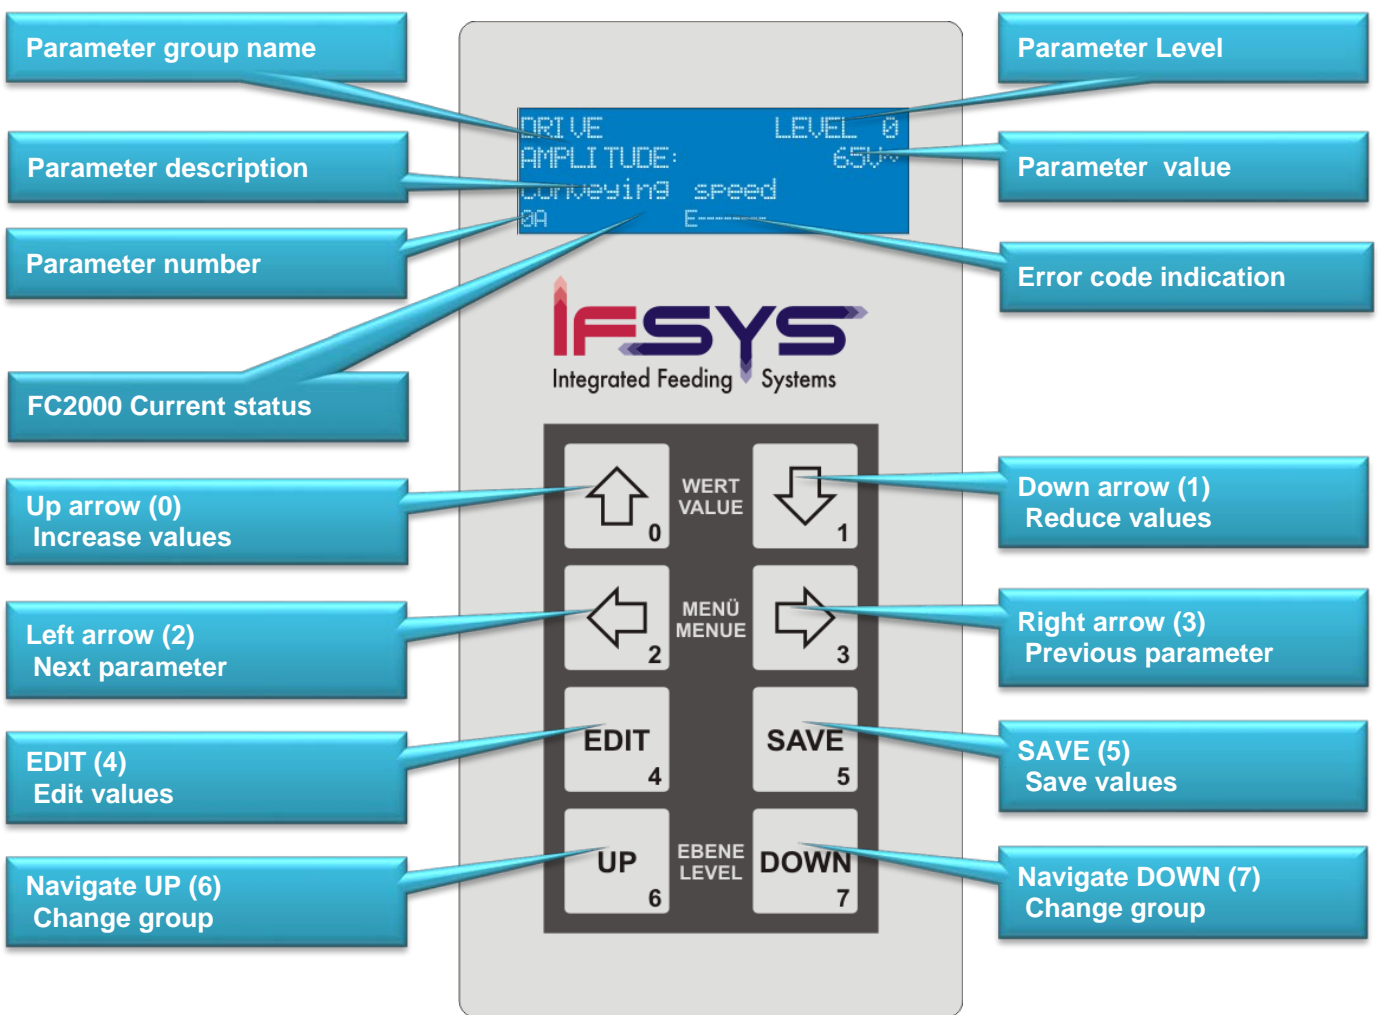 Parameter group name
Parameter Level
DRIVE LEVEL 0
AMPLITUDE: 65V~
Conveying speed
0A E-------
Parameter description
Parameter value
Parameter number
Error code indication
IFSYS
Integrated Feeding Systems
FC2000 Current status
Up arrow (0)
Increase values
0
WERT
VALUE
1
Down arrow (1)
Reduce values
Left arrow (2)
Next parameter
2
MENÜ
MENUE
3
Right arrow (3)
Previous parameter
EDIT (4)
Edit values
EDIT
4
SAVE
5
SAVE (5)
Save values
Navigate UP (6)
Change group
UP
6
EBENE
LEVEL
DOWN
7
Navigate DOWN (7)
Change group